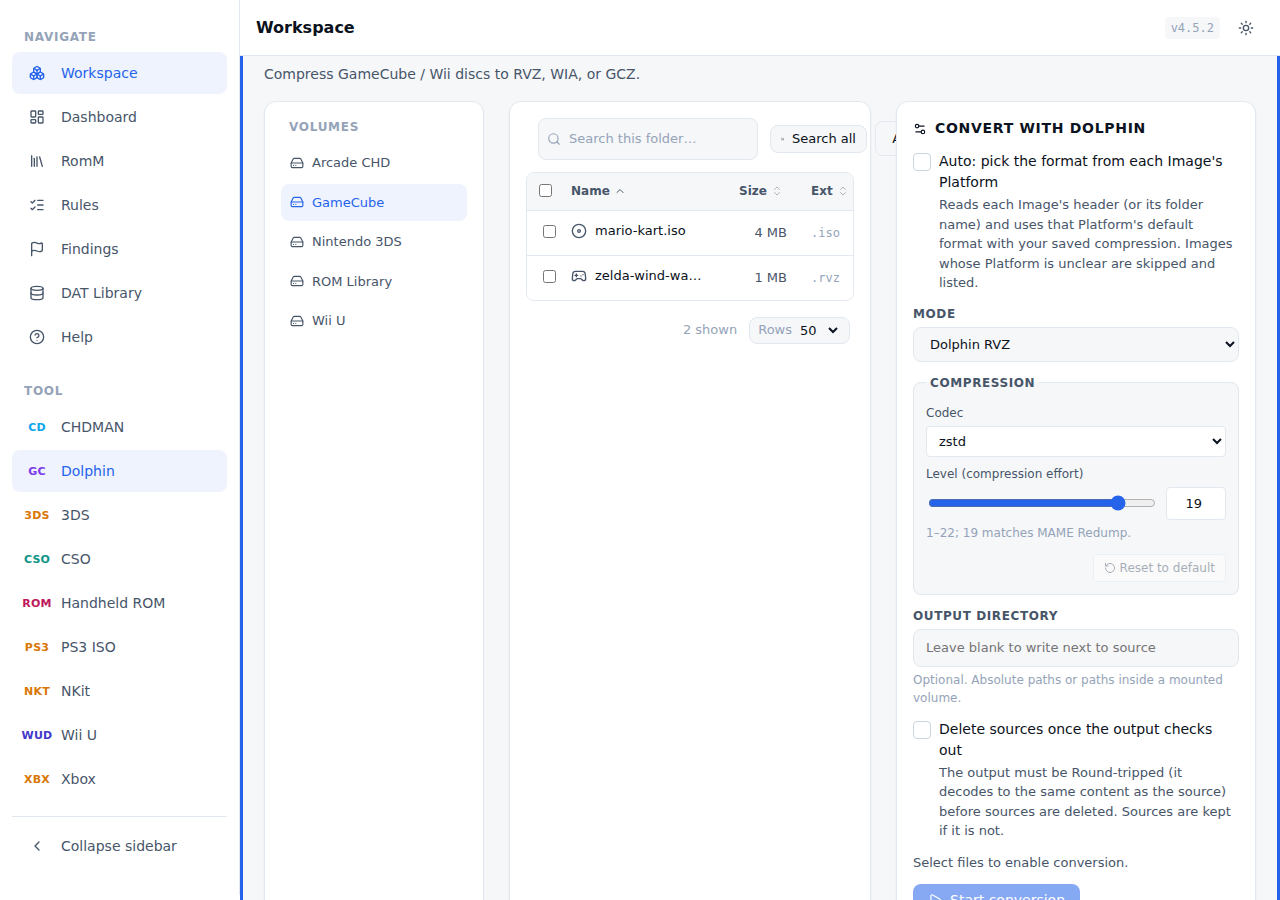 NAVIGATE
Workspace
Dashboard
RomM
Rules
Findings
DAT Library
Help
TOOL
CD CHDMAN
GC Dolphin
3DS 3DS
CSO CSO
ROM Handheld ROM
PS3 PS3 ISO
NKT NKit
WUD Wii U
XBX Xbox
Collapse sidebar
Workspace
v4.5.2
Compress GameCube / Wii discs to RVZ, WIA, or GCZ.
VOLUMES
Arcade CHD
GameCube
Nintendo 3DS
ROM Library
Wii U
Search this folder…
Search all
Name Size Ext
mario-kart.iso 4 MB .iso
zelda-wind-wa… 1 MB .rvz
2 shown Rows 50
CONVERT WITH DOLPHIN
Auto: pick the format from each Image's
Platform
Reads each Image's header (or its folder
name) and uses that Platform's default
format with your saved compression. Images
whose Platform is unclear are skipped and
listed.
MODE
Dolphin RVZ
COMPRESSION
Codec
zstd
Level (compression effort)
19
1–22; 19 matches MAME Redump.
Reset to default
OUTPUT DIRECTORY
Leave blank to write next to source
Optional. Absolute paths or paths inside a mounted
volume.
Delete sources once the output checks
out
The output must be Round-tripped (it
decodes to the same content as the source)
before sources are deleted. Sources are kept
if it is not.
Select files to enable conversion.
Start conversion